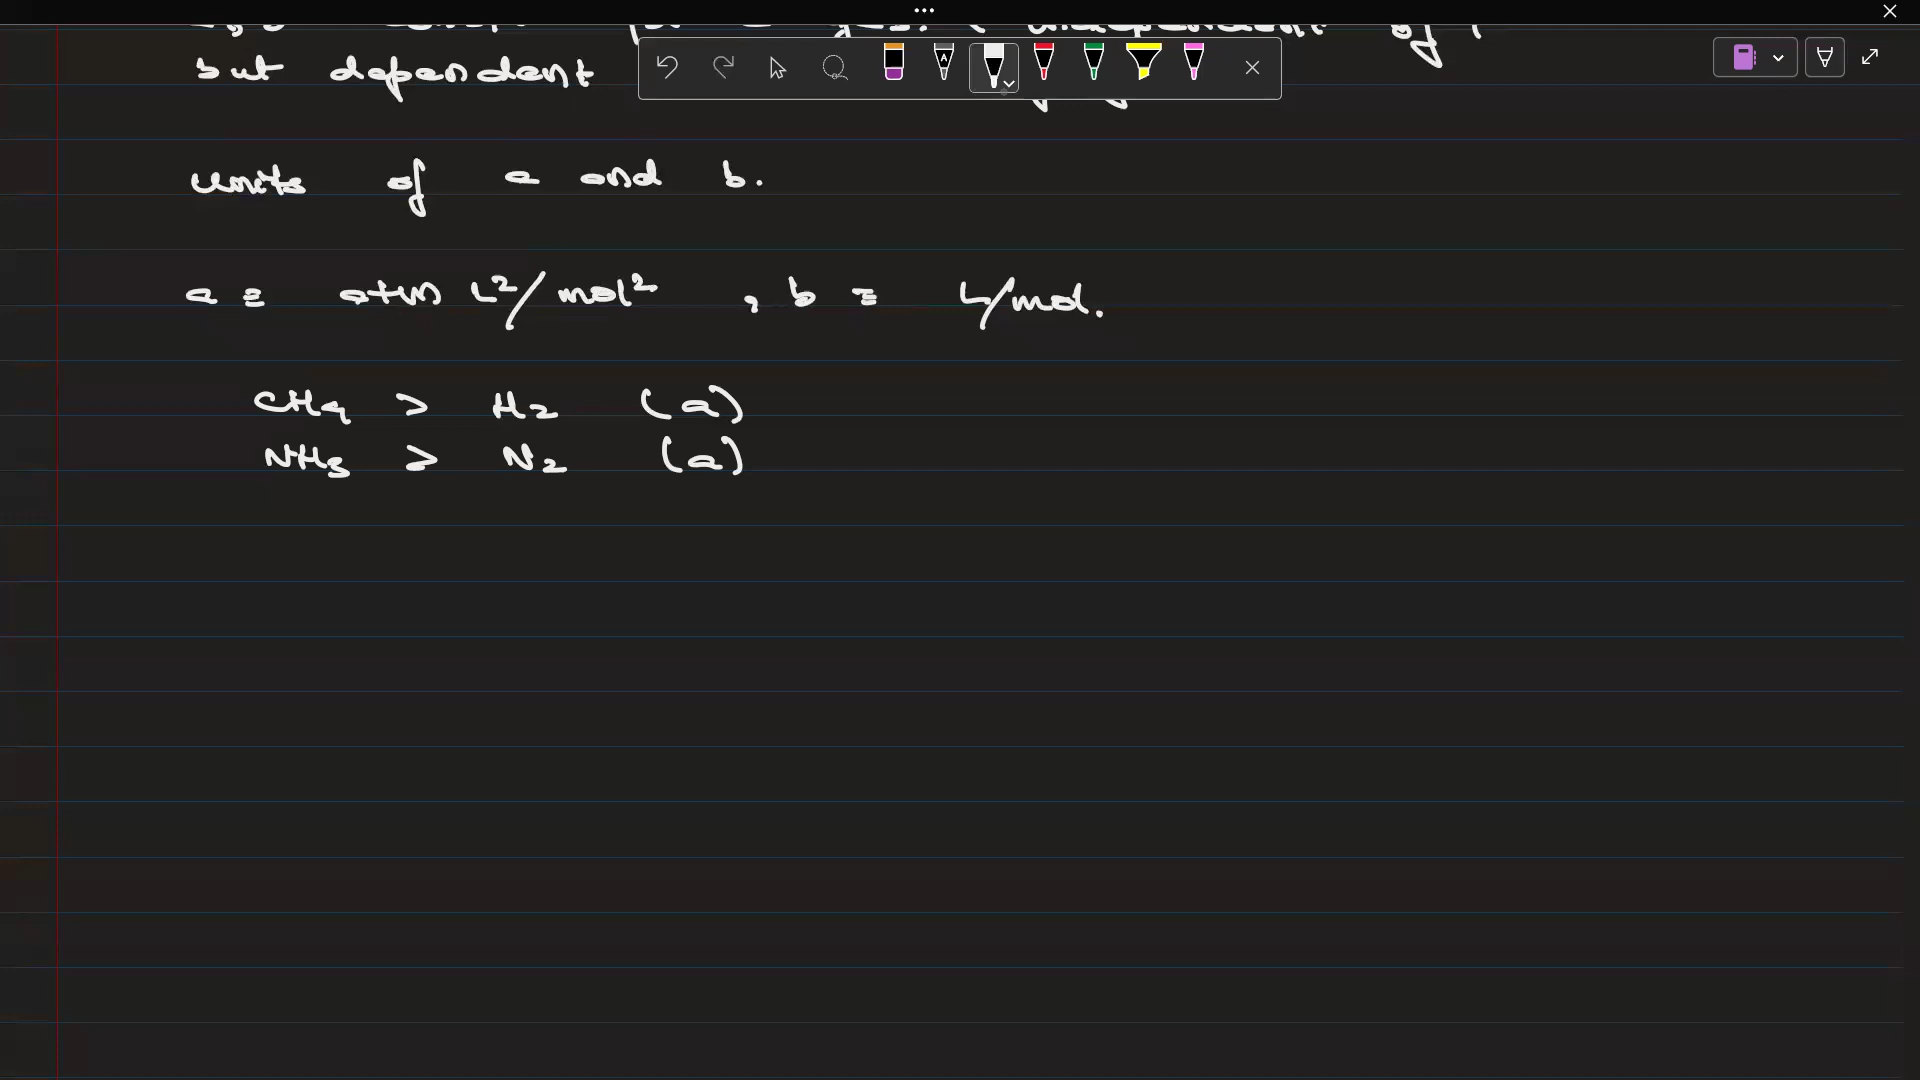 but dependent
units of a and b.
a ≡ atm L²/mol² , b ≡ L/mol.
CH₄ > H₂ (a)
NH₃ > N₂ (a)